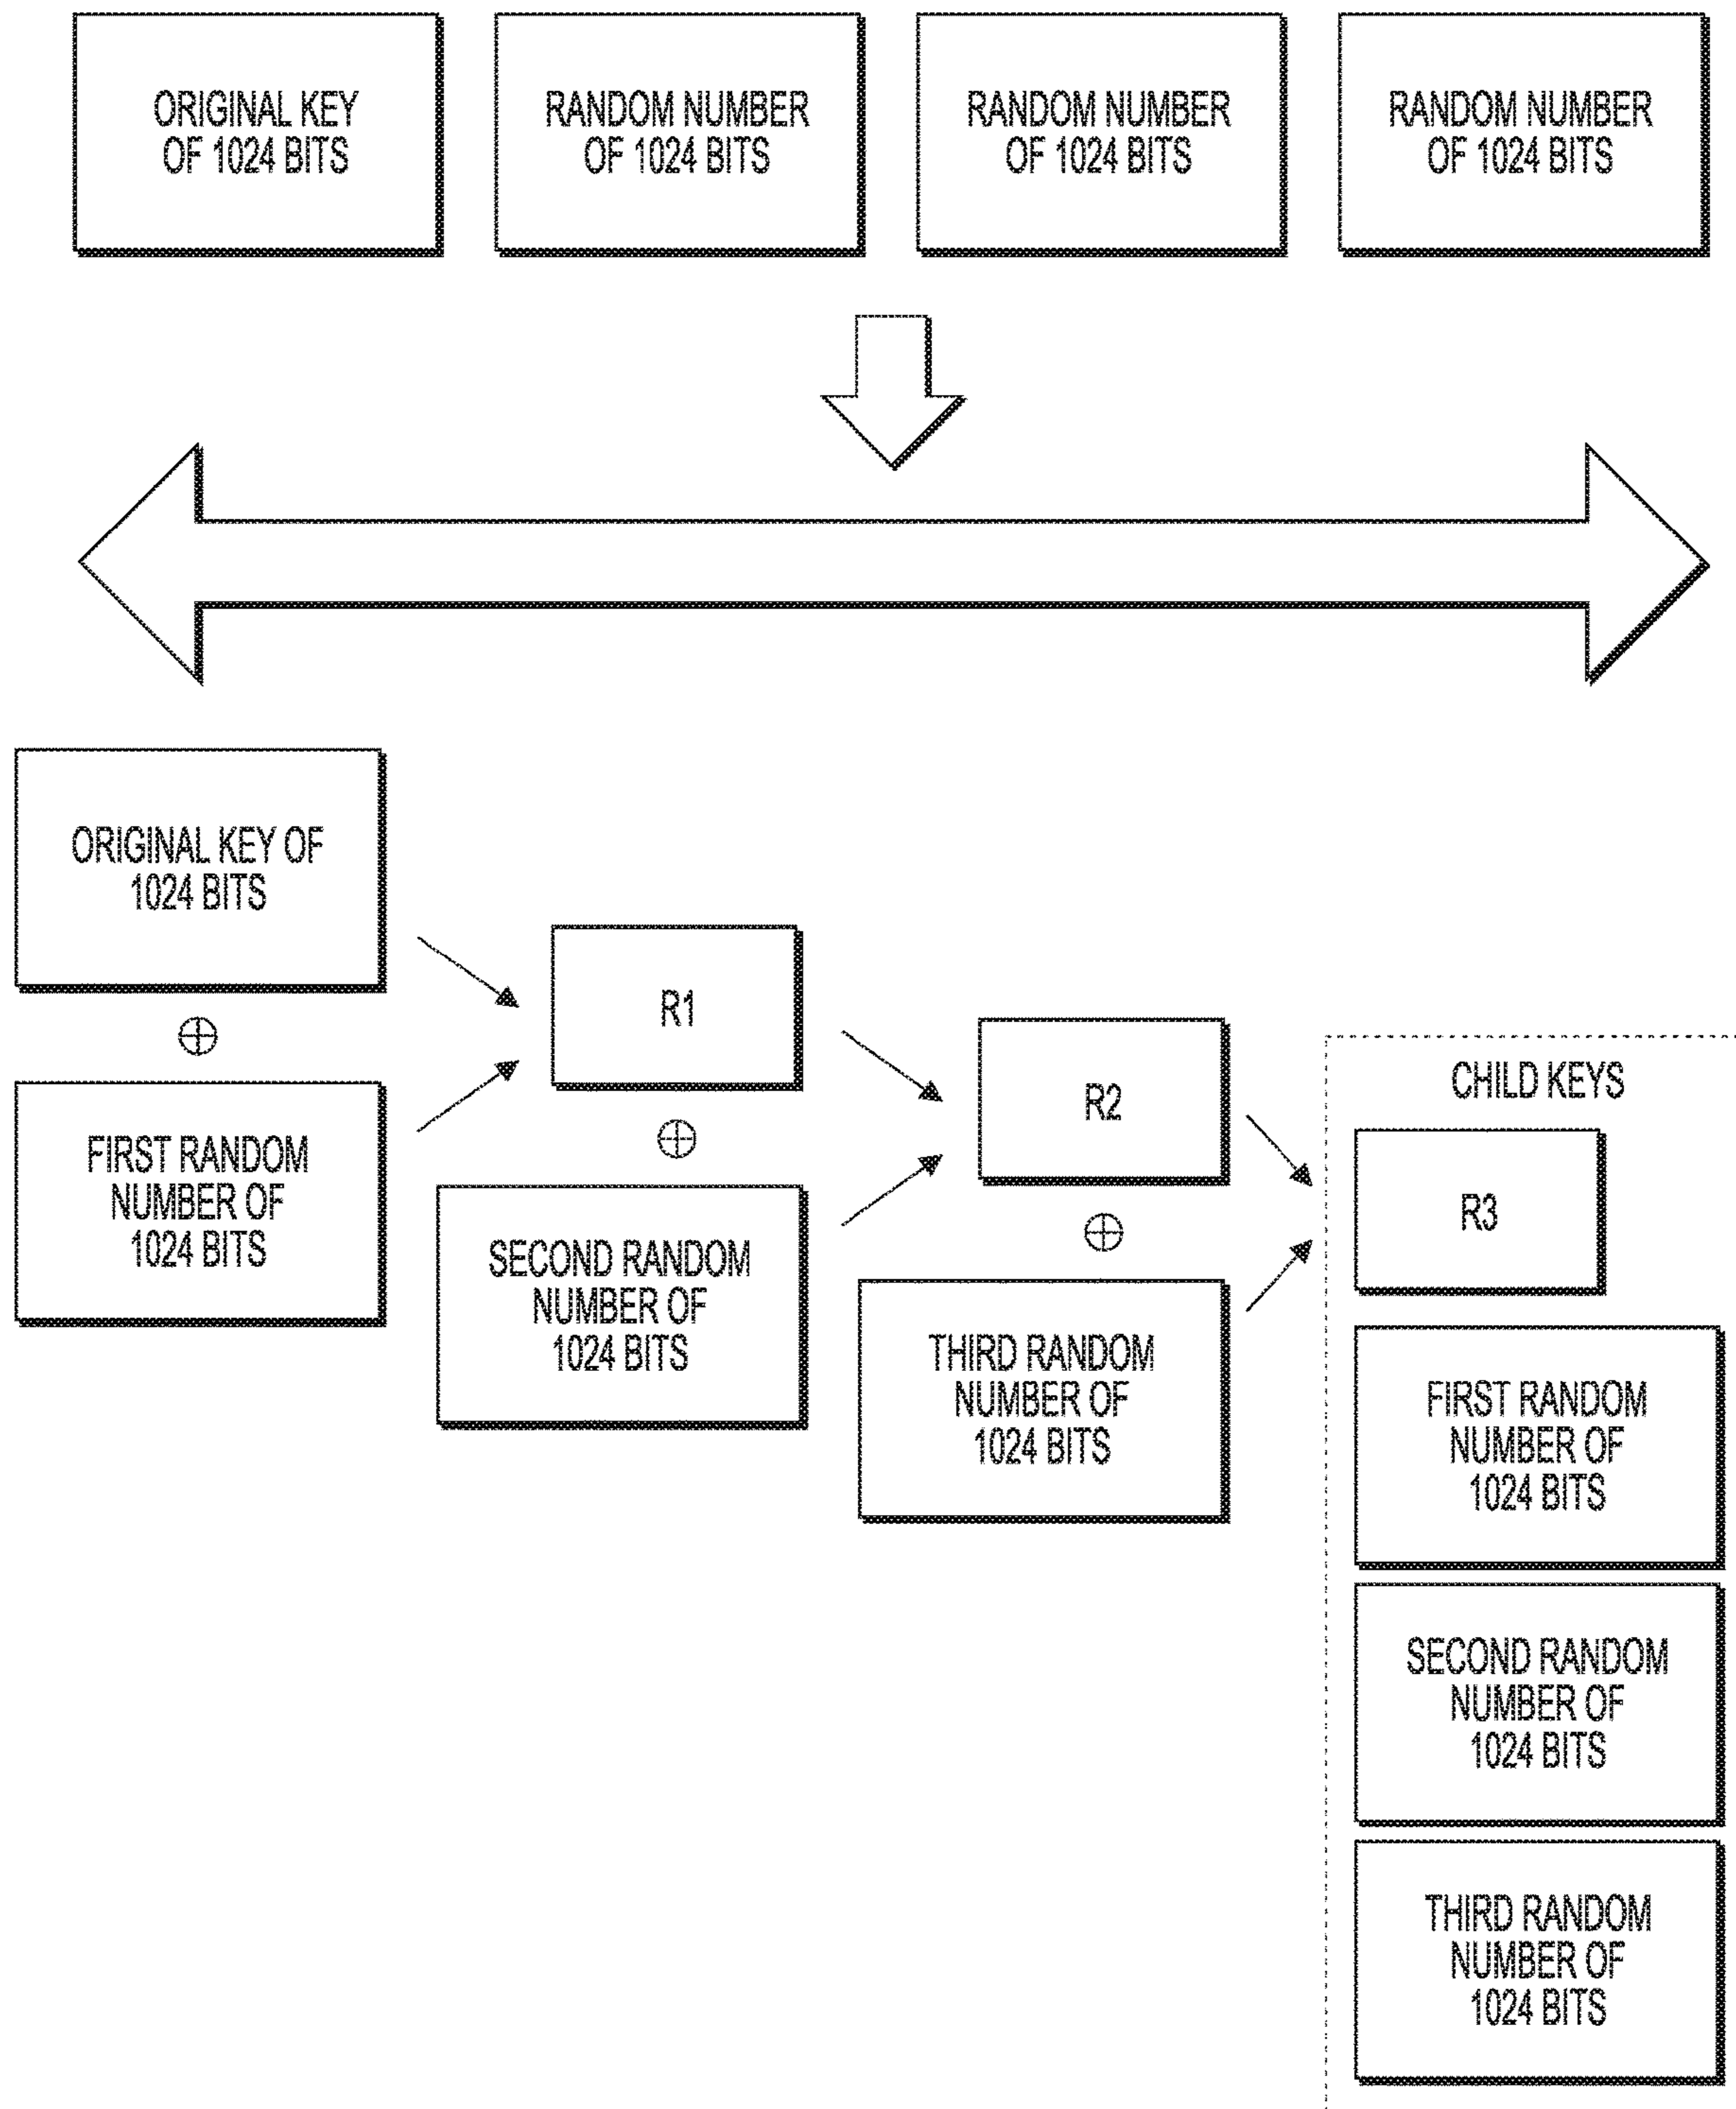 ORIGINAL KEY
OF 1024 BITS
RANDOM NUMBER
OF 1024 BITS
RANDOM NUMBER
OF 1024 BITS
RANDOM NUMBER
OF 1024 BITS
ORIGINAL KEY OF
1024 BITS
FIRST RANDOM
NUMBER OF
1024 BITS
R1
SECOND RANDOM
NUMBER OF
1024 BITS
R2
THIRD RANDOM
NUMBER OF
1024 BITS
CHILD KEYS
R3
FIRST RANDOM
NUMBER OF
1024 BITS
SECOND RANDOM
NUMBER OF
1024 BITS
THIRD RANDOM
NUMBER OF
1024 BITS